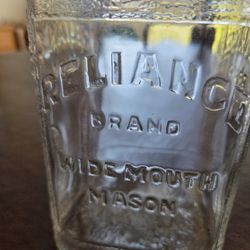 RELIANCE
BRAND
WIDE MOUTH
MASON